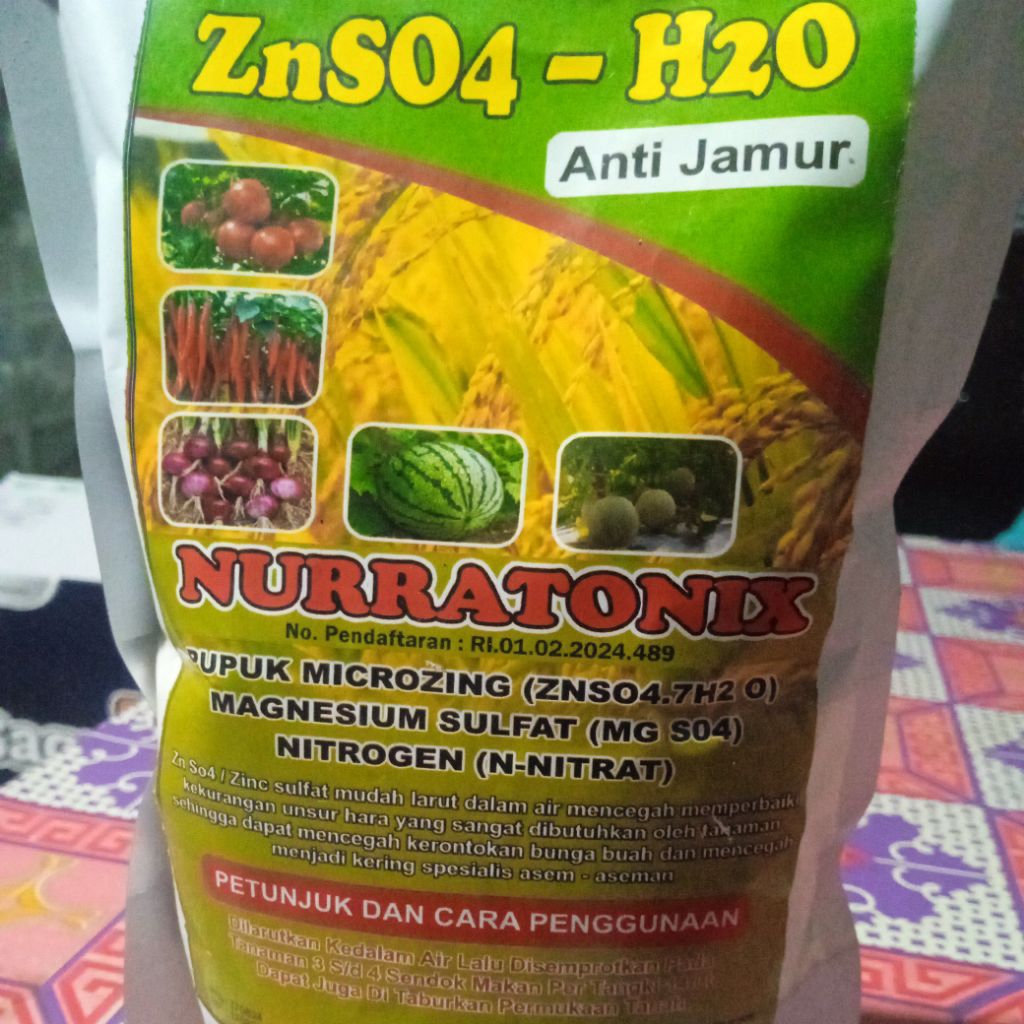 ZnSO4 – H2O
Anti Jamur
NURRATONIX
No. Pendaftaran : RI.01.02.2024.489
PUPUK MICROZING (ZNSO4.7H2 O)
MAGNESIUM SULFAT (MG S04)
NITROGEN (N-NITRAT)
Zn So4 / Zinc sulfat mudah larut dalam air mencegah memperbaiki
kekurangan unsur hara yang sangat dibutuhkan oleh tanaman
sehingga dapat mencegah kerontokan bunga buah dan mencegah
menjadi kering spesialis asem - aseman
PETUNJUK DAN CARA PENGGUNAAN
Dilarutkan Kedalam Air Lalu Disemprotkan Pada
Tanaman 3 S/d 4 Sendok Makan Per Tangki
Dapat Juga Di Taburkan Permukaan Tanah